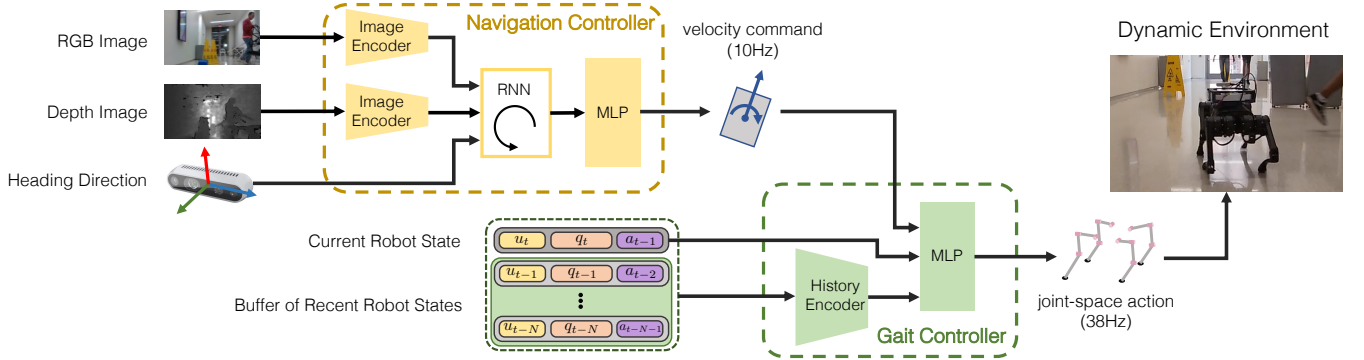 RGB Image
Depth Image
Heading Direction
Navigation Controller
Image
Encoder
Image
Encoder
RNN
MLP
velocity command
(10Hz)
Dynamic Environment
Current Robot State
u_t q_t a_{t-1}
u_{t-1} q_{t-1} a_{t-2}
Buffer of Recent Robot States
u_{t-N} q_{t-N} a_{t-N-1}
History
Encoder
MLP
Gait Controller
joint-space action
(38Hz)